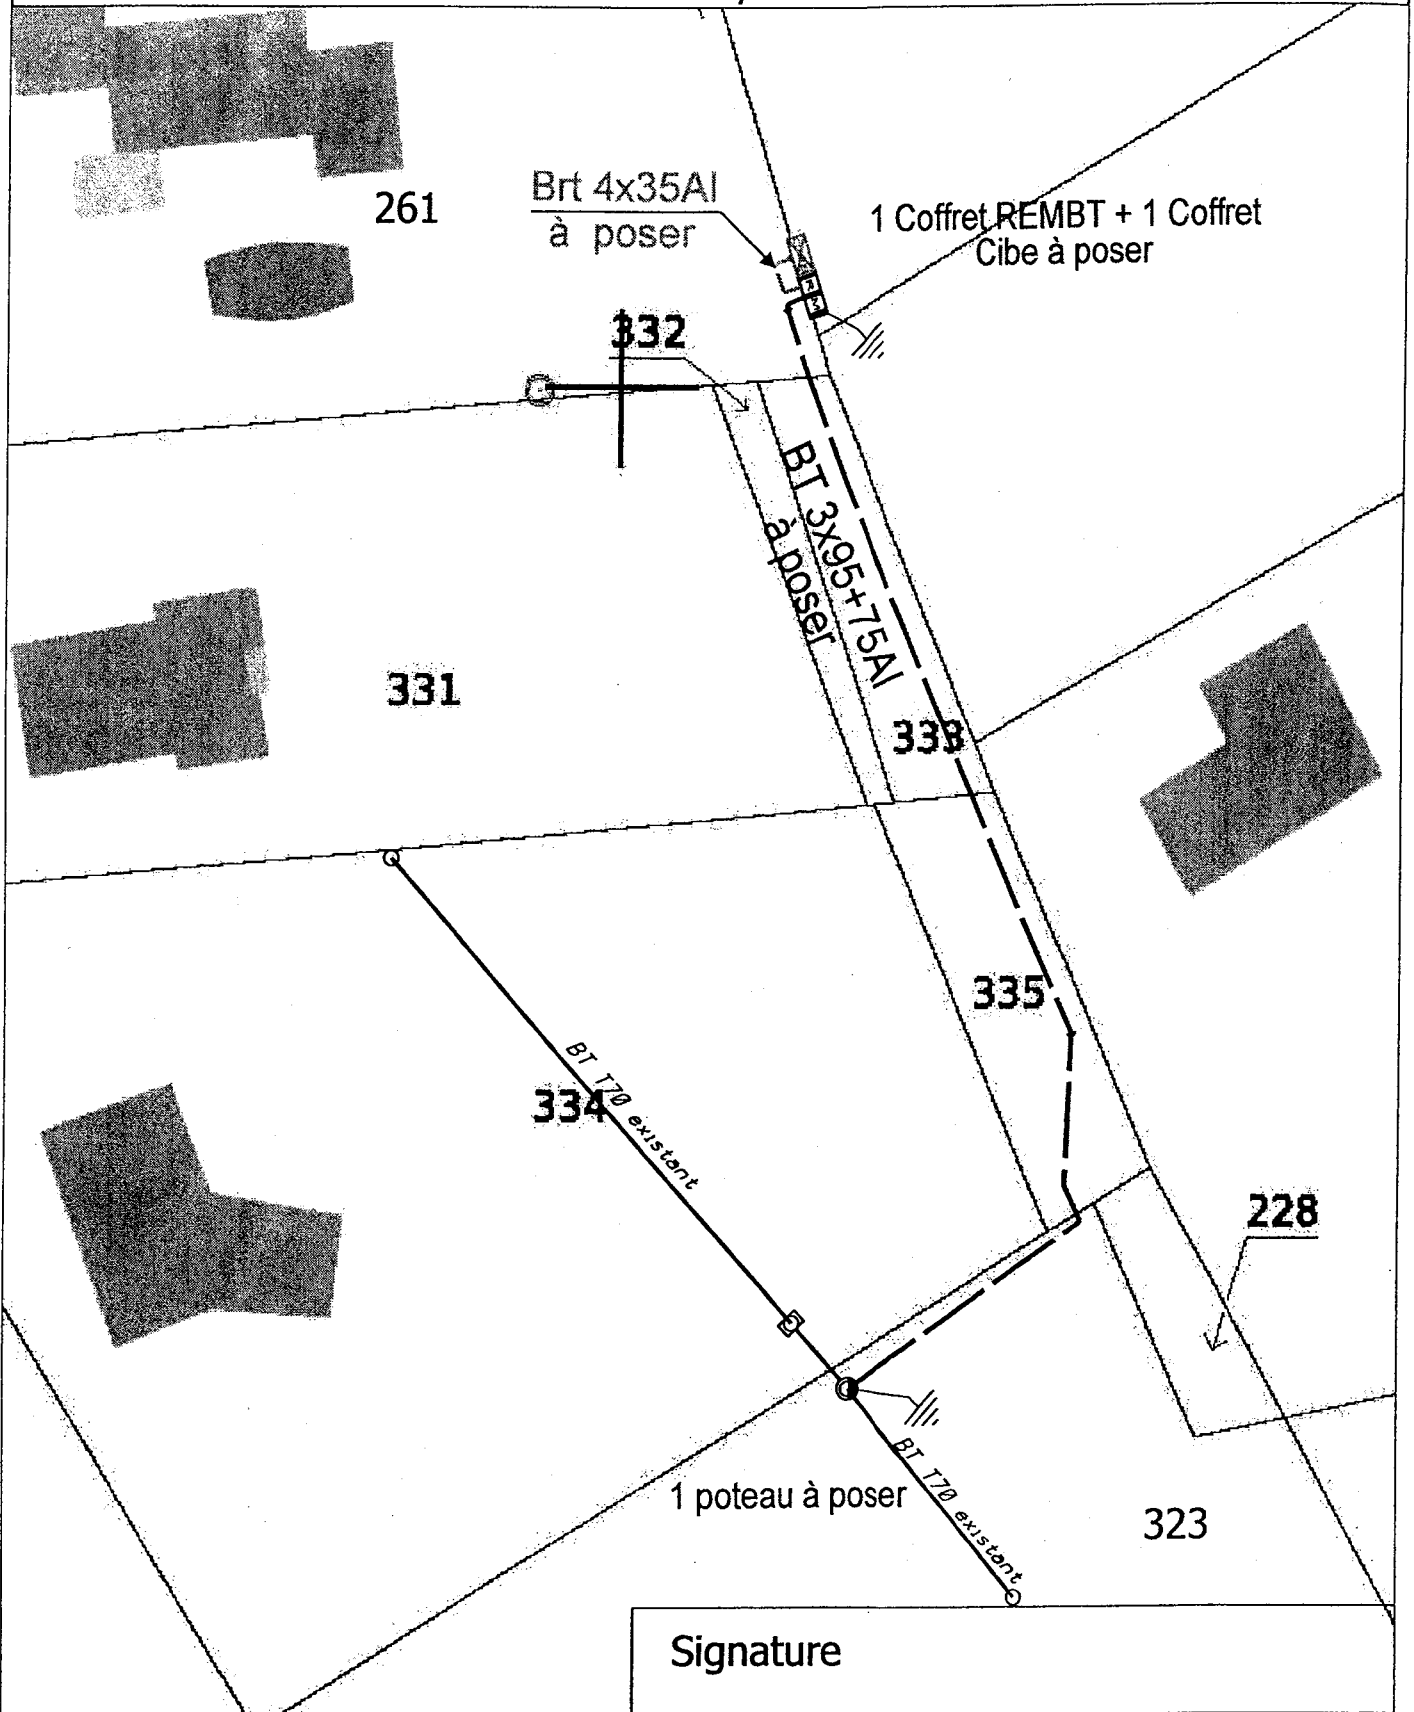 261
Brt 4x35Al
à poser
1 Coffret REMBT + 1 Coffret
Cibe à poser
332
BT 3x95+75Al
à poser
331
333
335
BT T70 existant
334
228
BT T70 existant
1 poteau à poser
323
Signature